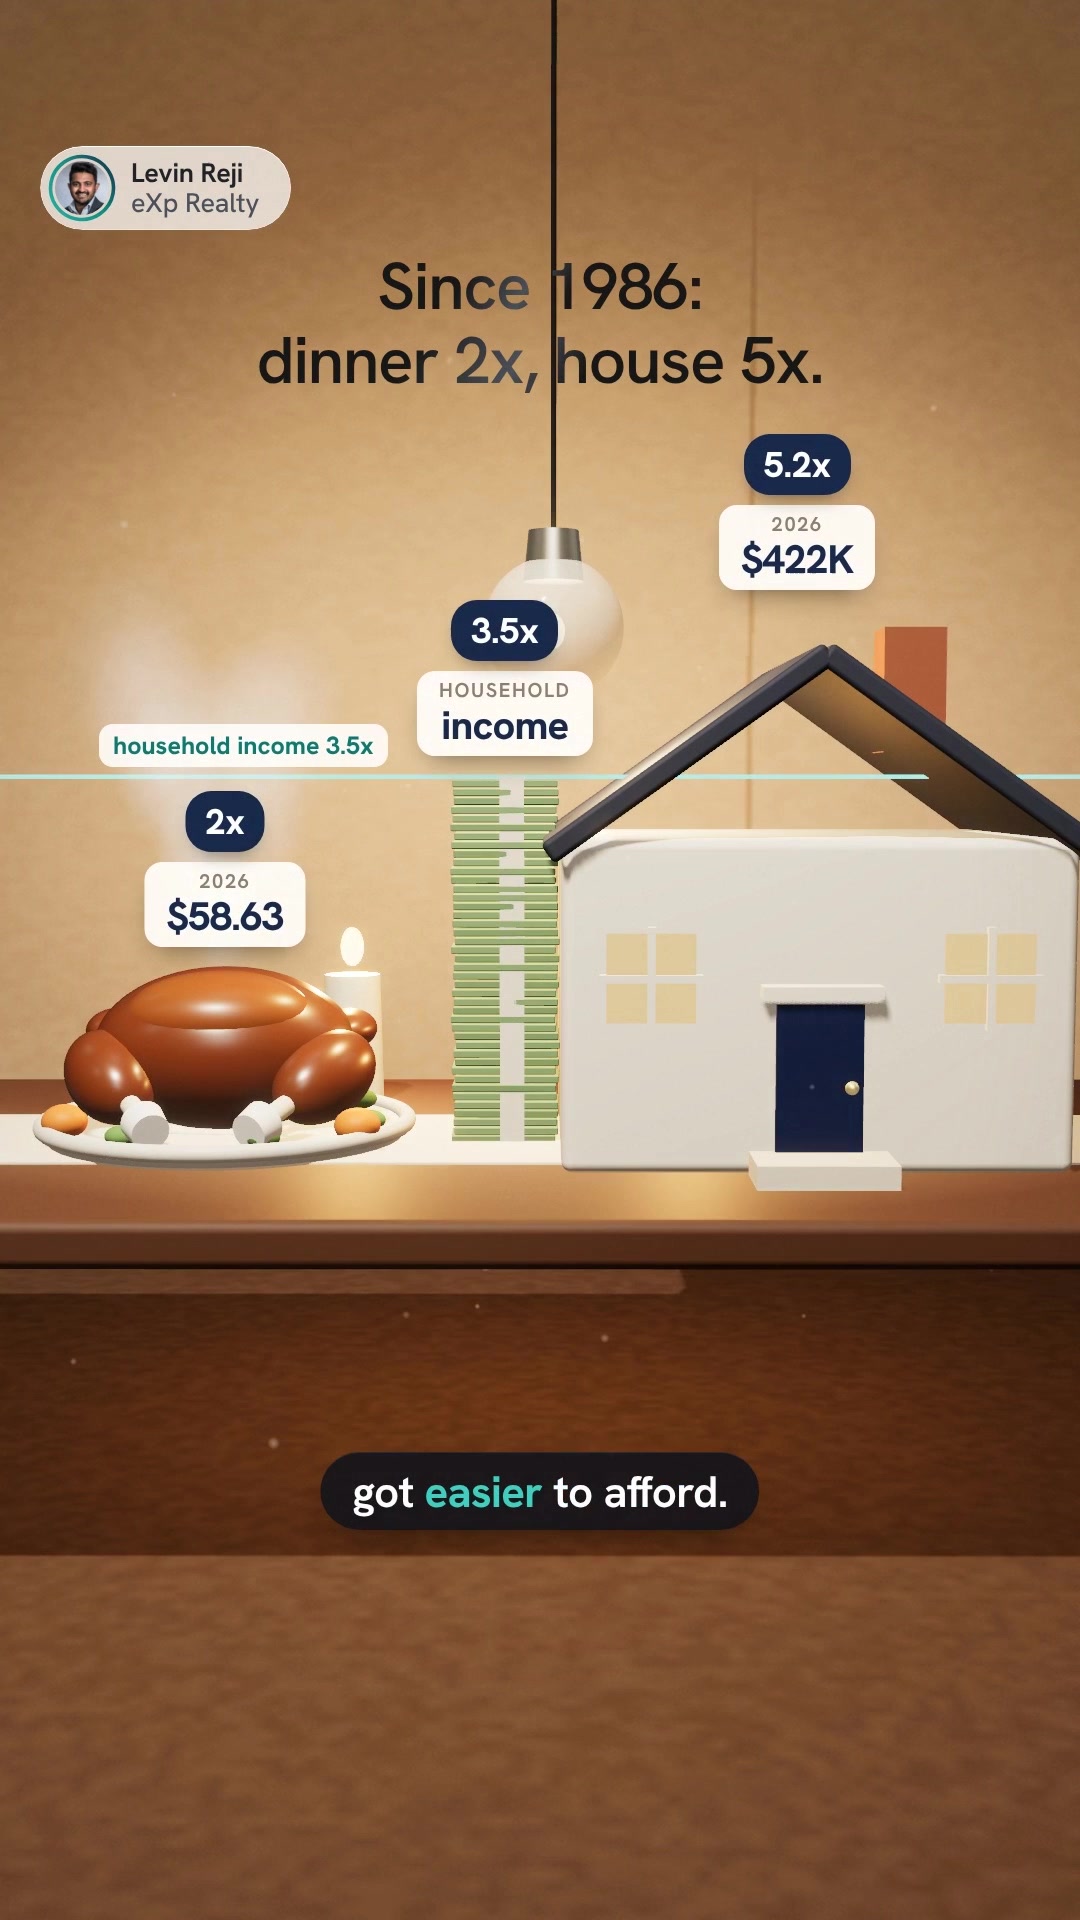 Levin Reji
eXp Realty
Since 1986:
dinner 2x, house 5x.
5.2x
2026
$422K
3.5x
HOUSEHOLD
income
household income 3.5x
2x
2026
$58.63
got easier to afford.